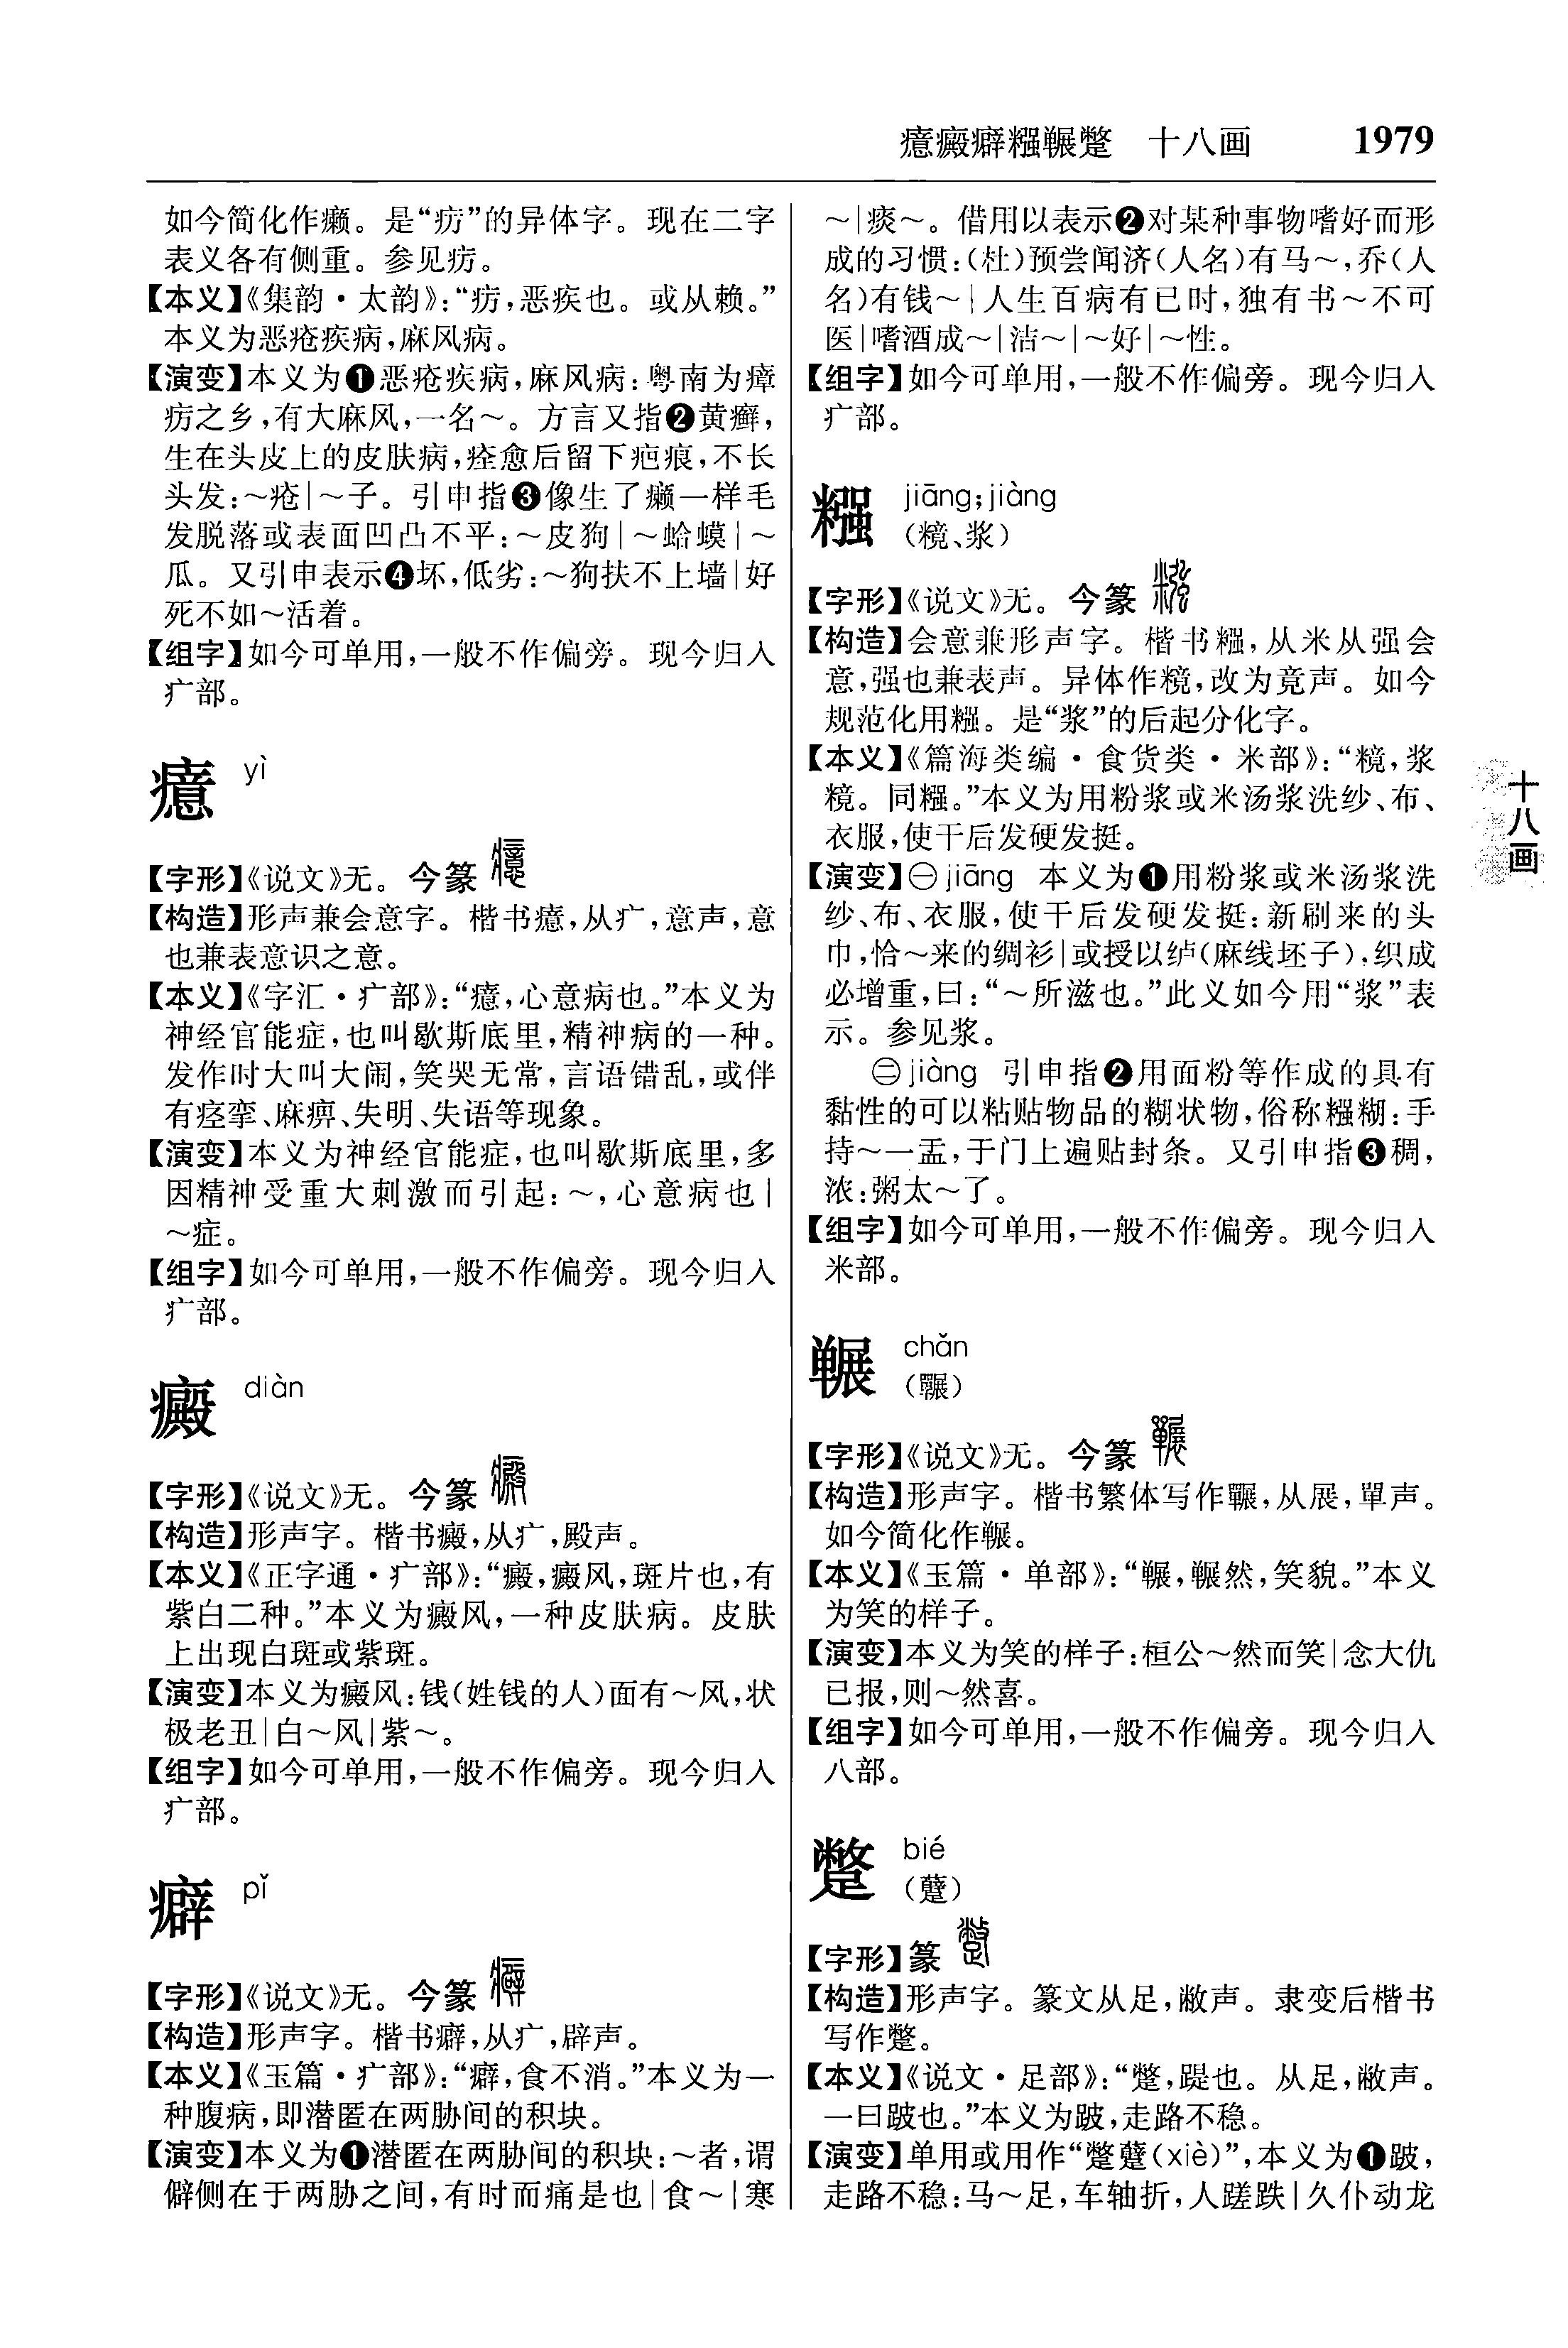 癔癜癖糨冁蹩　十八画　1979
如今简化作癞。是“疠”的异体字。现在二字
表义各有侧重。参见疠。
【本义】《集韵·太韵》：“疠，恶疾也。或从赖。”
本义为恶疮疾病，麻风病。
【演变】本义为❶恶疮疾病，麻风病：粤南为瘴
疠之乡，有大麻风，一名～。方言又指❷黄癣，
生在头皮上的皮肤病，痊愈后留下疤痕，不长
头发：～疮|～子。引申指❸像生了癞一样毛
发脱落或表面凹凸不平：～皮狗|～蛤蟆|～
瓜。又引申表示❹坏，低劣：～狗扶不上墙|好
死不如～活着。
【组字】如今可单用，一般不作偏旁。现今归入
疒部。
癔 yì
【字形】《说文》无。今篆
【构造】形声兼会意字。楷书癔，从疒，意声，意
也兼表意识之意。
【本义】《字汇·疒部》：“癔，心意病也。”本义为
神经官能症，也叫歇斯底里，精神病的一种。
发作时大叫大闹，笑哭无常，言语错乱，或伴
有痉挛、麻痹、失明、失语等现象。
【演变】本义为神经官能症，也叫歇斯底里，多
因精神受重大刺激而引起：～，心意病也|
～症。
【组字】如今可单用，一般不作偏旁。现今归入
疒部。
癜 diàn
【字形】《说文》无。今篆
【构造】形声字。楷书癜，从疒，殿声。
【本义】《正字通·疒部》：“癜，癜风，斑片也，有
紫白二种。”本义为癜风，一种皮肤病。皮肤
上出现白斑或紫斑。
【演变】本义为癜风：钱（姓钱的人）面有～风，状
极老丑|白～风|紫～。
【组字】如今可单用，一般不作偏旁。现今归入
疒部。
癖 pǐ
【字形】《说文》无。今篆
【构造】形声字。楷书癖，从疒，辟声。
【本义】《玉篇·疒部》：“癖，食不消。”本义为一
种腹病，即潜匿在两胁间的积块。
【演变】本义为❶潜匿在两胁间的积块：～者，谓
僻侧在于两胁之间，有时而痛是也|食～|寒
～|痰～。借用以表示❷对某种事物嗜好而形
成的习惯：（杜）预尝闻济（人名）有马～，乔（人
名）有钱～|人生百病有已时，独有书～不可
医|嗜酒成～|洁～|～好|～性。
【组字】如今可单用，一般不作偏旁。现今归入
疒部。
糨 jiāng；jiàng
（糡、浆）
【字形】《说文》无。今篆
【构造】会意兼形声字。楷书糨，从米从强会
意，强也兼表声。异体作糡，改为竟声。如今
规范化用糨。是“浆”的后起分化字。
【本义】《篇海类编·食货类·米部》：“糡，浆
糡。同糨。”本义为用粉浆或米汤浆洗纱、布、
衣服，使干后发硬发挺。
【演变】㊀jiāng　本义为❶用粉浆或米汤浆洗
纱、布、衣服，使干后发硬发挺：新刷来的头
巾，恰～来的绸衫|或授以纑（麻线坯子），织成
必增重，曰：“～所滋也。”此义如今用“浆”表
示。参见浆。
㊁jiàng　引申指❷用面粉等作成的具有
黏性的可以粘贴物品的糊状物，俗称糨糊：手
持～一盂，于门上遍贴封条。又引申指❸稠，
浓：粥太～了。
【组字】如今可单用，一般不作偏旁。现今归入
米部。
冁 chǎn
（囅）
【字形】《说文》无。今篆
【构造】形声字。楷书繁体写作囅，从展，單声。
如今简化作冁。
【本义】《玉篇·单部》：“冁，冁然，笑貌。”本义
为笑的样子。
【演变】本义为笑的样子：桓公～然而笑|念大仇
已报，则～然喜。
【组字】如今可单用，一般不作偏旁。现今归入
八部。
蹩 bié
（躠）
【字形】篆
【构造】形声字。篆文从足，敝声。隶变后楷书
写作蹩。
【本义】《说文·足部》：“蹩，踶也。从足，敝声。
一曰跛也。”本义为跛，走路不稳。
【演变】单用或用作“蹩躠（xiè）”，本义为❶跛，
走路不稳：马～足，车轴折，人蹉跌|久仆动龙
十八画